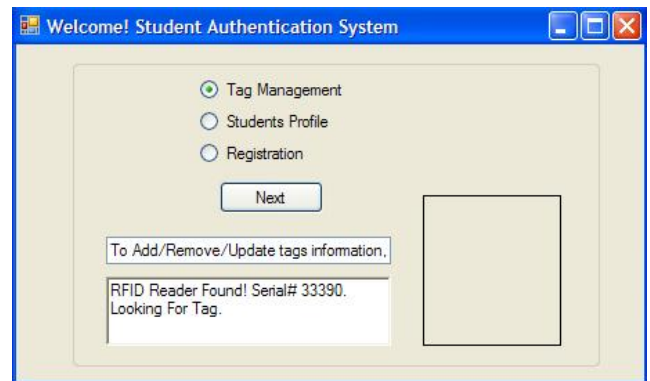 Welcome! Student Authentication System
Tag Management
Students Profile
Registration
Next
To Add/Remove/Update tags information,
RFID Reader Found! Serial# 33390.
Looking For Tag.